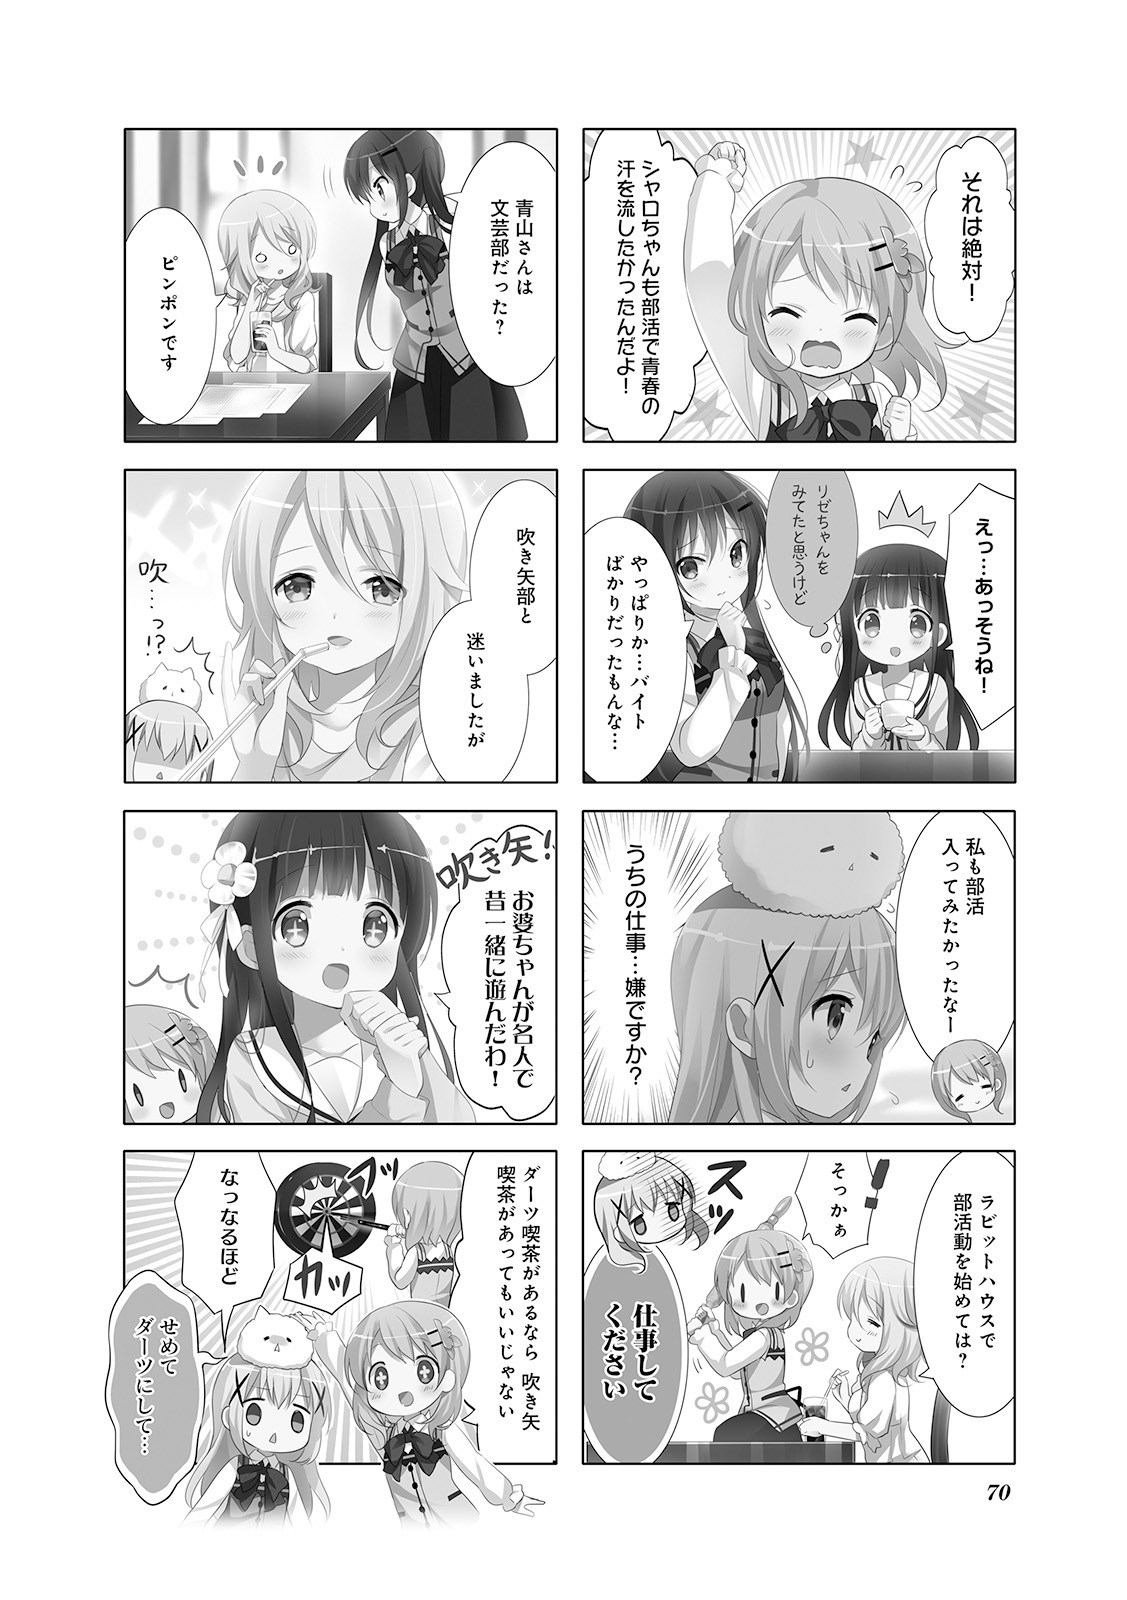 それは絶対！
シャロちゃんも部活で青春の
汗を流したかったんだよ！
えっ…あっそうね！
リゼちゃんを
みてたと思うけど
やっぱりか…バイト
ばかりだったもんな…
私も部活
入ってみたかったなー
うちの仕事…嫌ですか？
ラビットハウスで
部活動を始めては？
そっかぁ
スッ
仕事して
ください
青山さんは
文芸部だった？
ピンポンです
吹き矢部と
迷いましたが
吹
…っ!?
吹き矢！
お婆ちゃんが名人で
昔一緒に遊んだわ！
ダーツ喫茶があるなら 吹き矢
喫茶があってもいいじゃない
フッ
カッ
なっなるほど
せめて
ダーツにして…
70